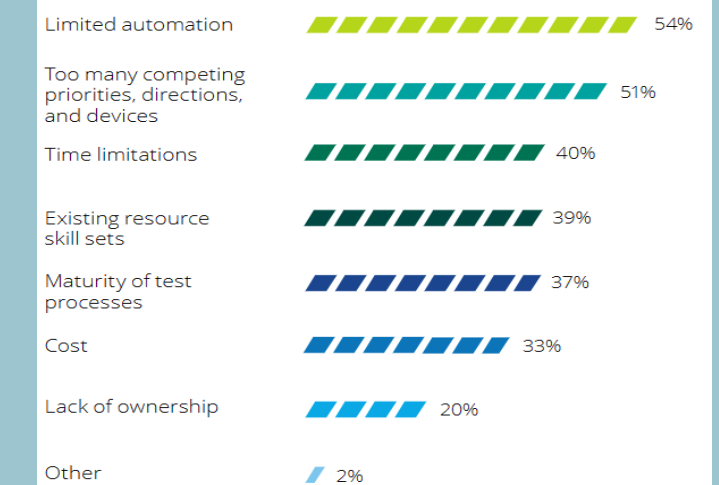 Limited automation 54%
Too many competing
priorities, directions, 51%
and devices
Time limitations 40%
Existing resource 39%
skill sets
Maturity of test 37%
processes
Cost 33%
Lack of ownership 20%
Other 2%